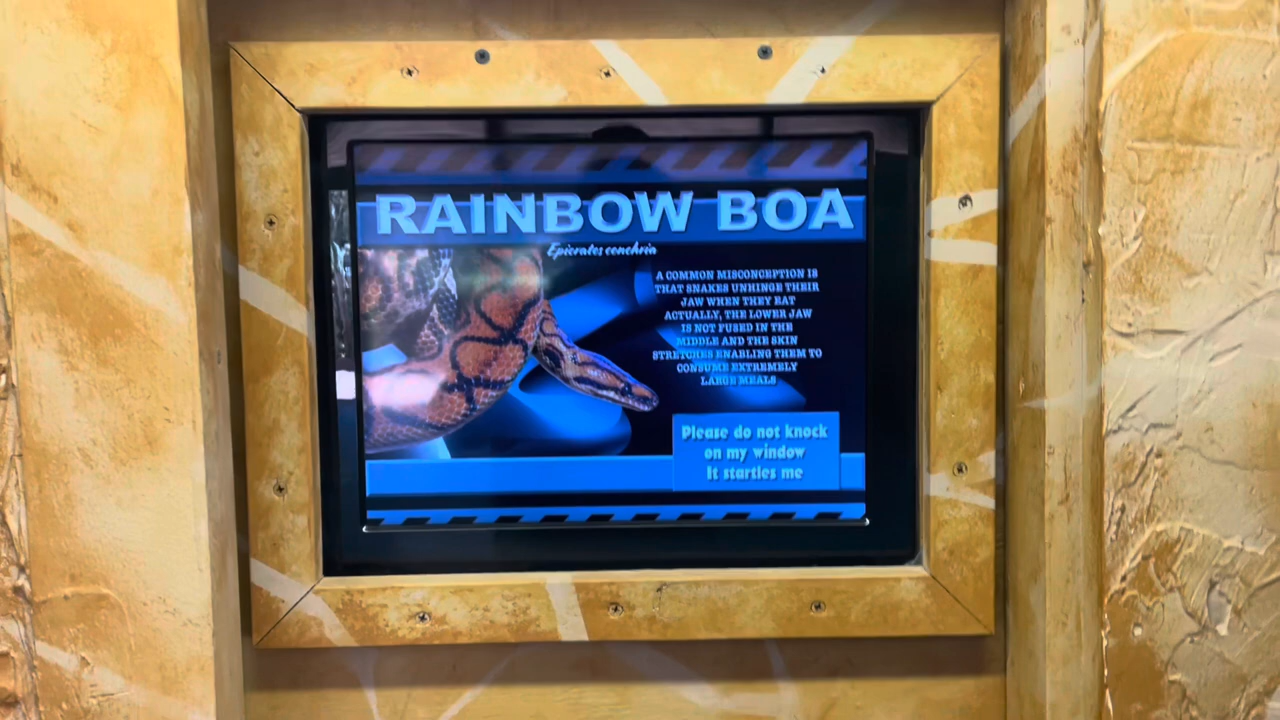 RAINBOW BOA
Epicrates cenchria
A COMMON MISCONCEPTION IS
THAT SNAKES UNHINGE THEIR
JAW WHEN THEY EAT
ACTUALLY, THE LOWER JAW
IS NOT FUSED IN THE
MIDDLE AND THE SKIN
STRETCHES ENABLING THEM TO
CONSUME EXTREMELY
LARGE MEALS
Please do not knock
on my window
It startles me